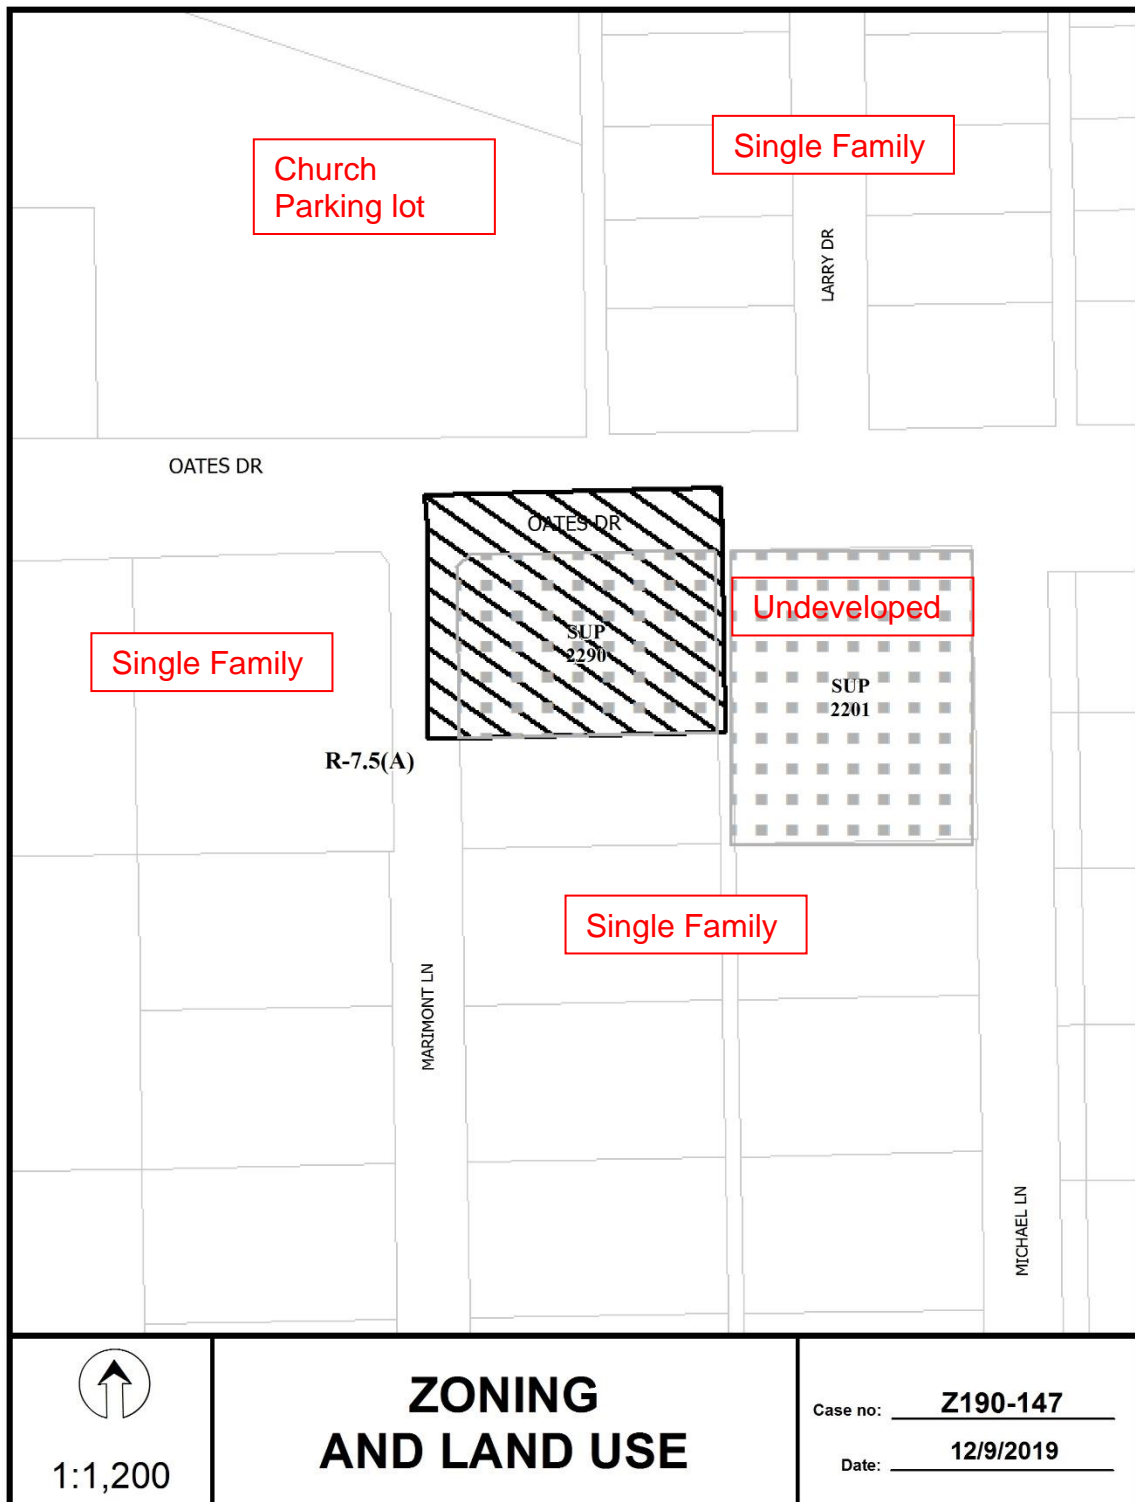 Church
Parking lot
Single Family
LARRY DR
OATES DR
OATES DR
Undeveloped
SUP
2290
Single Family
SUP
2201
R-7.5(A)
Single Family
MARIMONT LN
MICHAEL LN
1:1,200
ZONING
AND LAND USE
Case no: Z190-147
Date: 12/9/2019